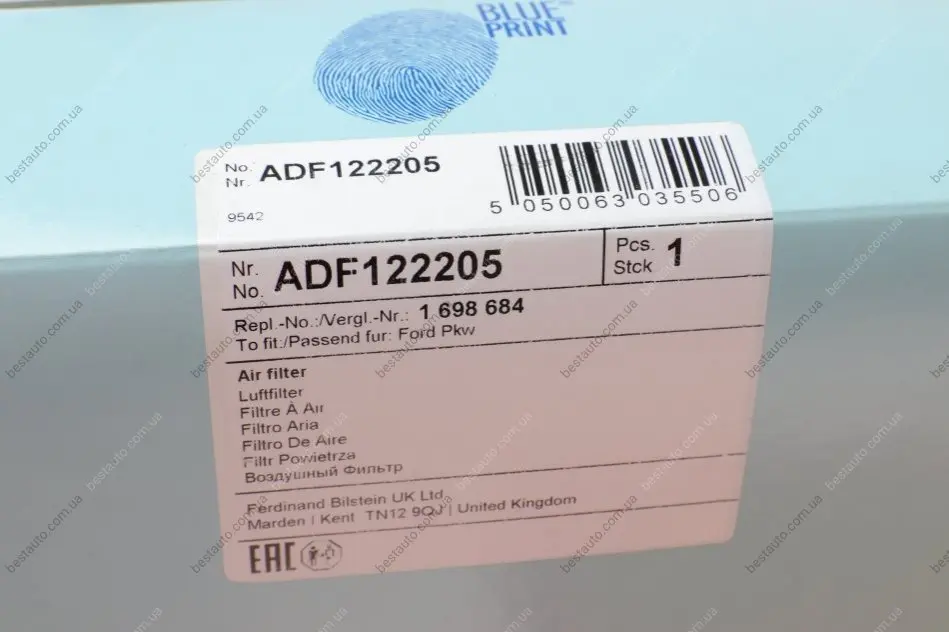 BLUE
PRINT
No.
Nr. ADF122205
9542
5 050063 035506
Nr.
No. ADF122205
Pcs.
Stck 1
Repl.-No.:/Vergl.-Nr.: 1 698 684
To fit:/Passend fur: Ford Pkw
Air filter
Luftfilter
Filtre À Air
Filtro Aria
Filtro De Aire
Filtr Powietrza
Воздушный Фильтр
Ferdinand Bilstein UK Ltd
Marden | Kent TN12 9QJ | United Kingdom
EAC
bestauto.com.ua